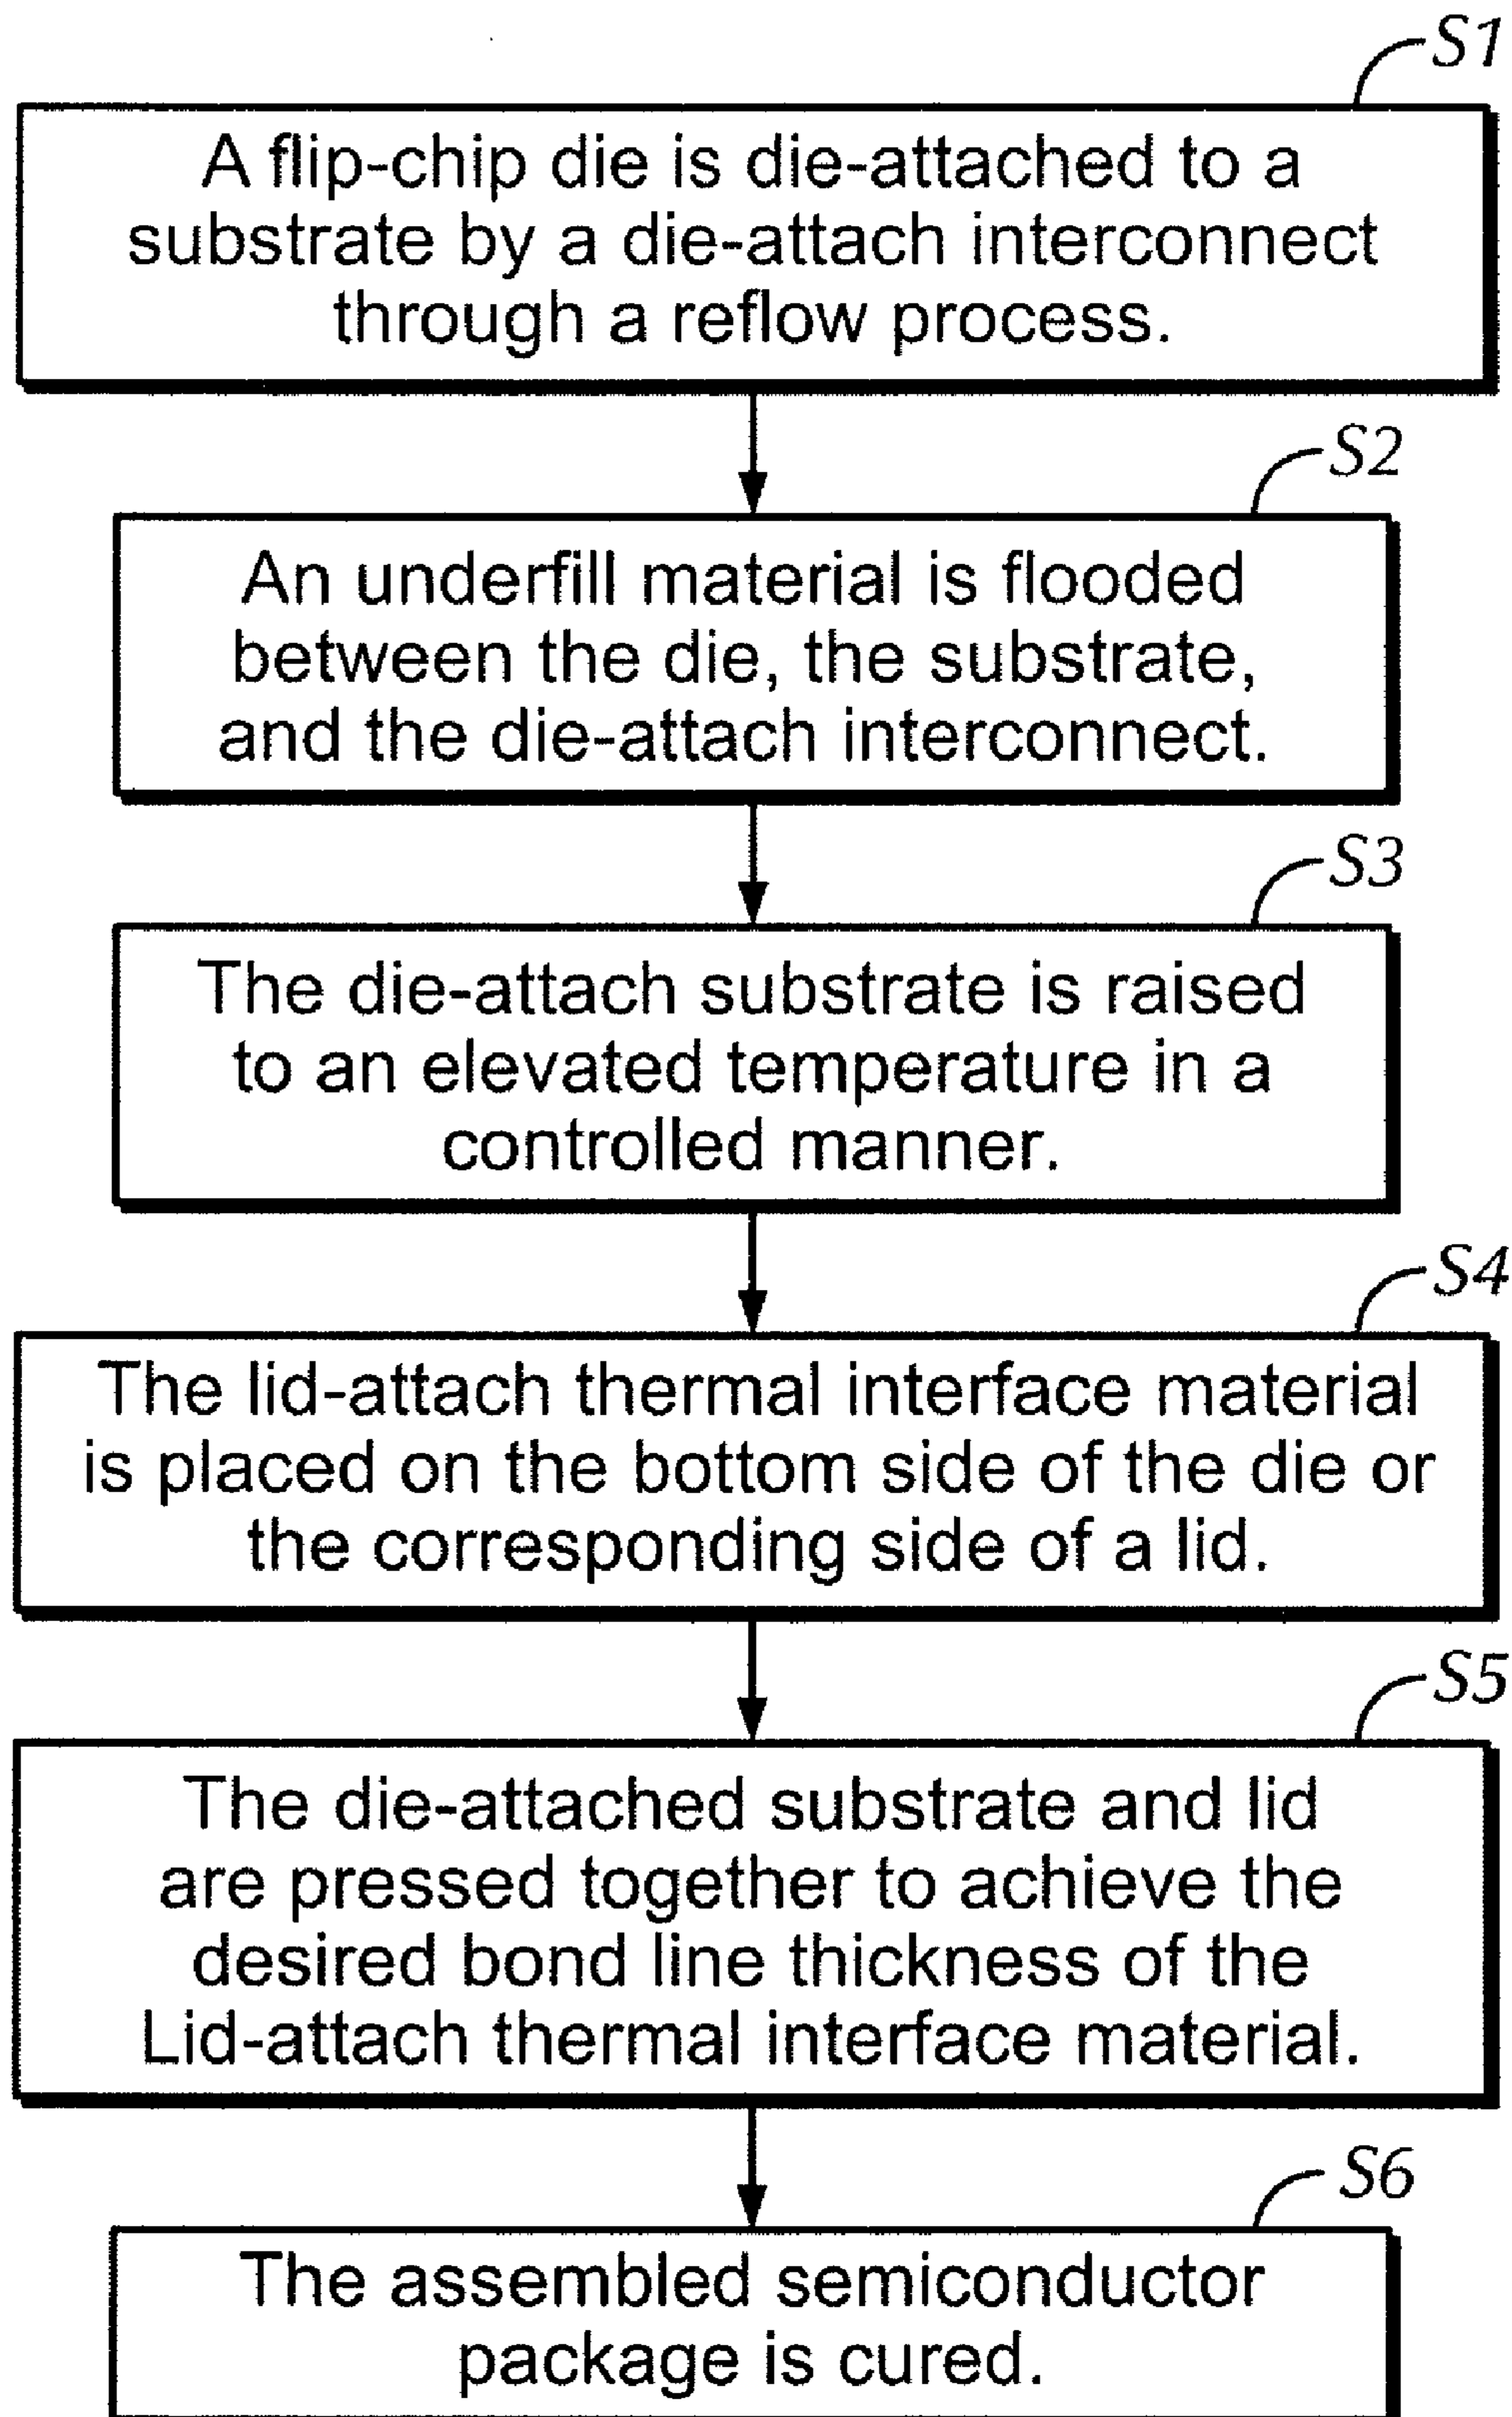 S1
A flip-chip die is die-attached to a
substrate by a die-attach interconnect
through a reflow process.
S2
An underfill material is flooded
between the die, the substrate,
and the die-attach interconnect.
S3
The die-attach substrate is raised
to an elevated temperature in a
controlled manner.
S4
The lid-attach thermal interface material
is placed on the bottom side of the die or
the corresponding side of a lid.
S5
The die-attached substrate and lid
are pressed together to achieve the
desired bond line thickness of the
Lid-attach thermal interface material.
S6
The assembled semiconductor
package is cured.